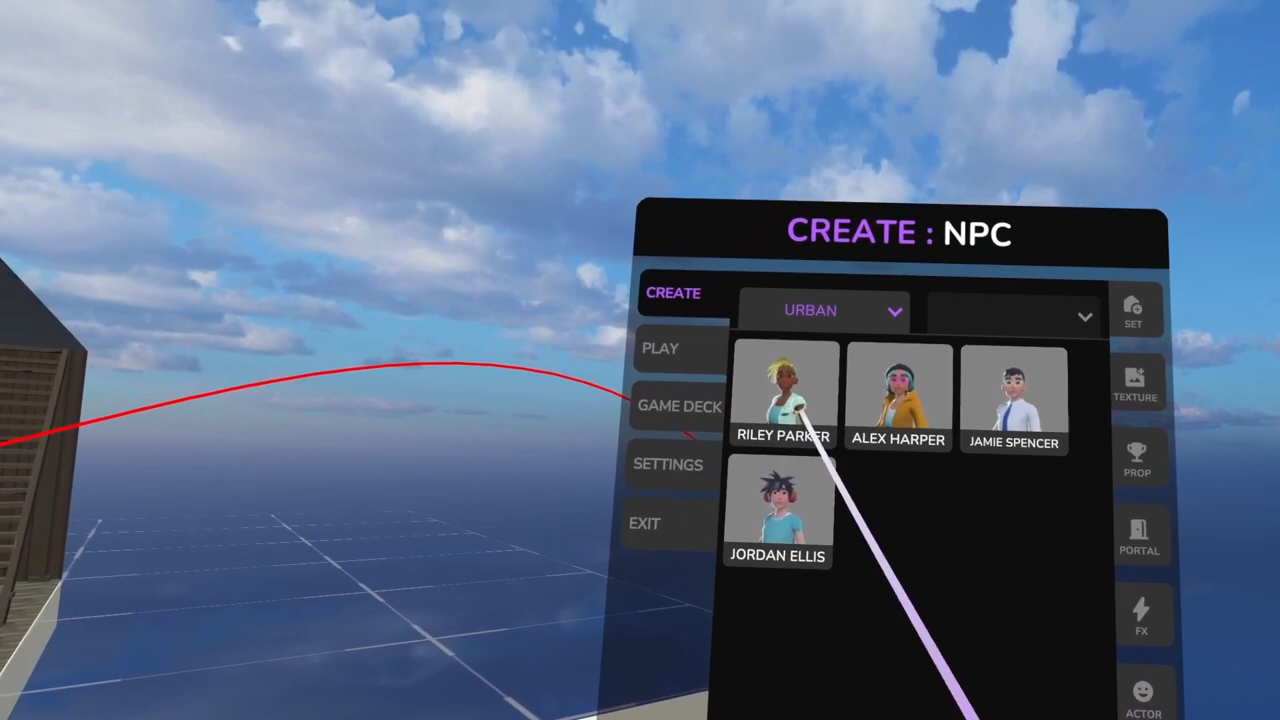 CREATE : NPC
CREATE
PLAY
GAME DECK
SETTINGS
EXIT
URBAN
RILEY PARKER
ALEX HARPER
JAMIE SPENCER
JORDAN ELLIS
SET
TEXTURE
PROP
PORTAL
FX
ACTOR